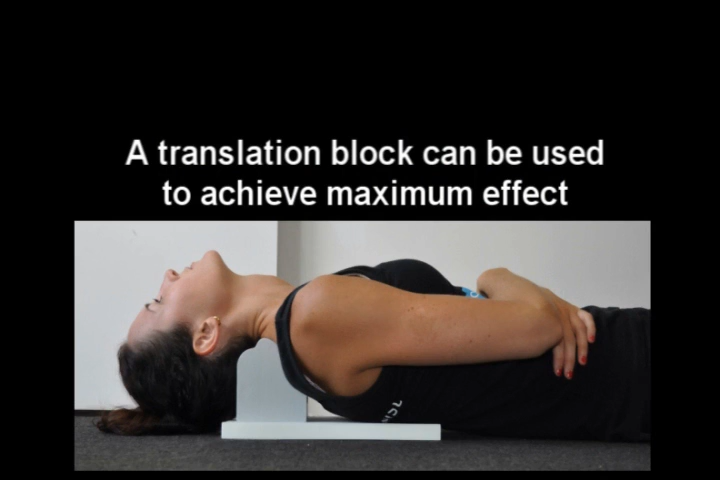 A translation block can be used
to achieve maximum effect